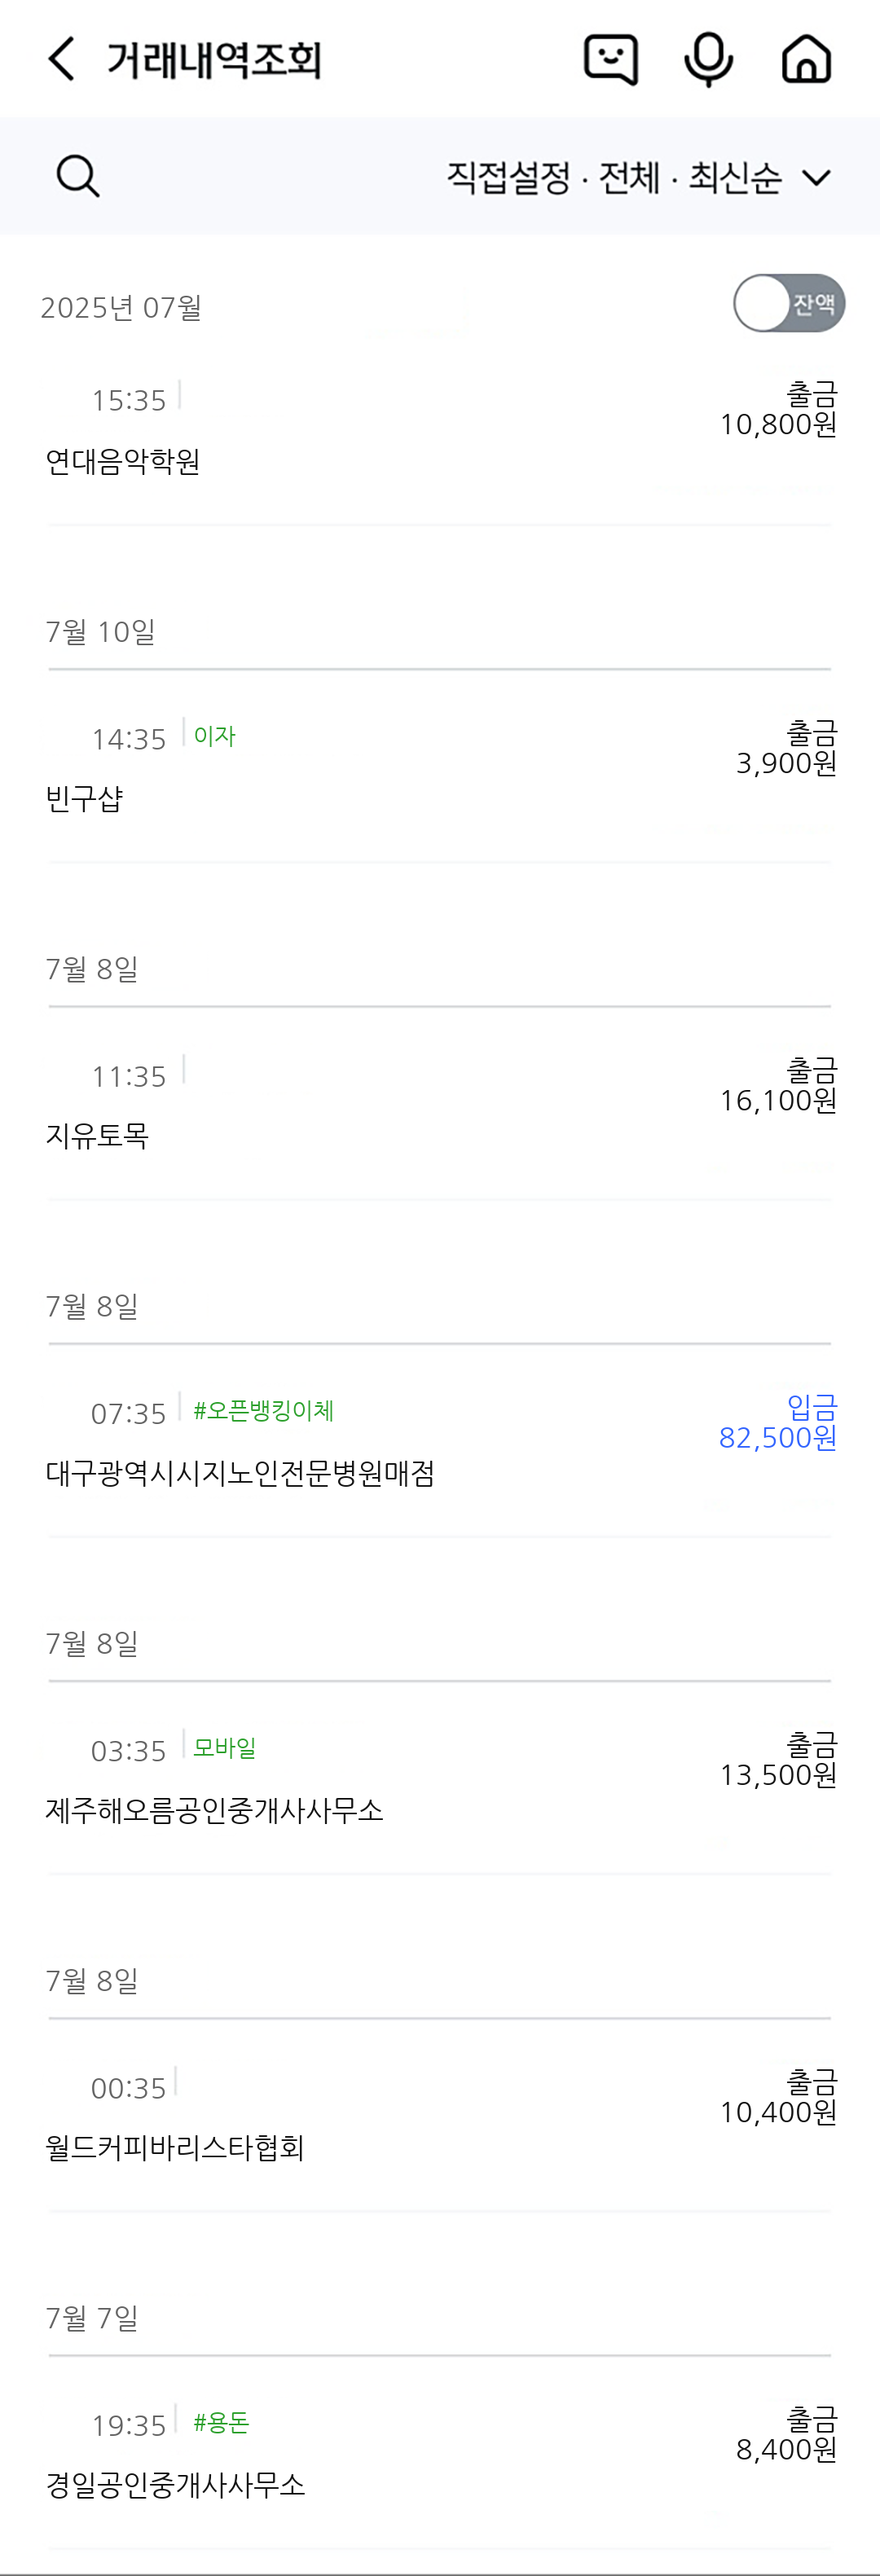 거래내역조회
직접설정 · 전체 · 최신순
2025년 07월 잔액
15:35 출금
10,800원
연대음악학원
7월 10일
14:35 이자 출금
3,900원
빈구샵
7월 8일
11:35 출금
16,100원
지유토목
7월 8일
07:35 #오픈뱅킹이체 입금
82,500원
대구광역시시지노인전문병원매점
7월 8일
03:35 모바일 출금
13,500원
제주해오름공인중개사사무소
7월 8일
00:35 출금
10,400원
월드커피바리스타협회
7월 7일
19:35 #용돈 출금
8,400원
경일공인중개사사무소